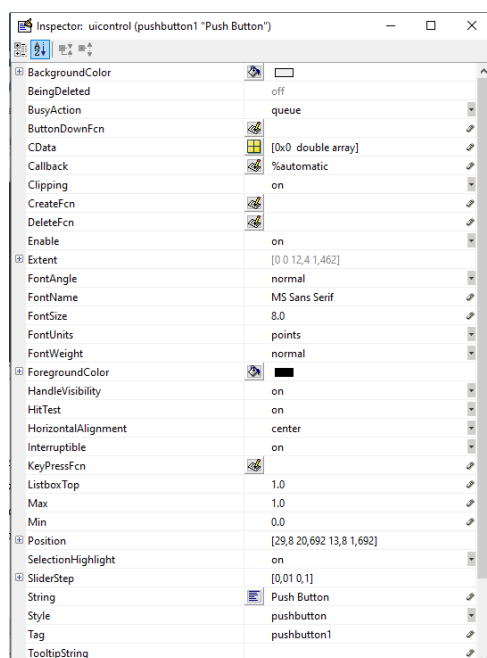 Inspector: uicontrol (pushbutton1 "Push Button")
BackgroundColor
BeingDeleted off
BusyAction queue
ButtonDownFcn
CData [0x0 double array]
Callback %automatic
Clipping on
CreateFcn
DeleteFcn
Enable on
Extent [0 0 12,4 1,462]
FontAngle normal
FontName MS Sans Serif
FontSize 8.0
FontUnits points
FontWeight normal
ForegroundColor
HandleVisibility on
HitTest on
HorizontalAlignment center
Interruptible on
KeyPressFcn
ListboxTop 1.0
Max 1.0
Min 0.0
Position [29,8 20,692 13,8 1,692]
SelectionHighlight on
SliderStep [0,01 0,1]
String Push Button
Style pushbutton
Tag pushbutton1
TooltipString